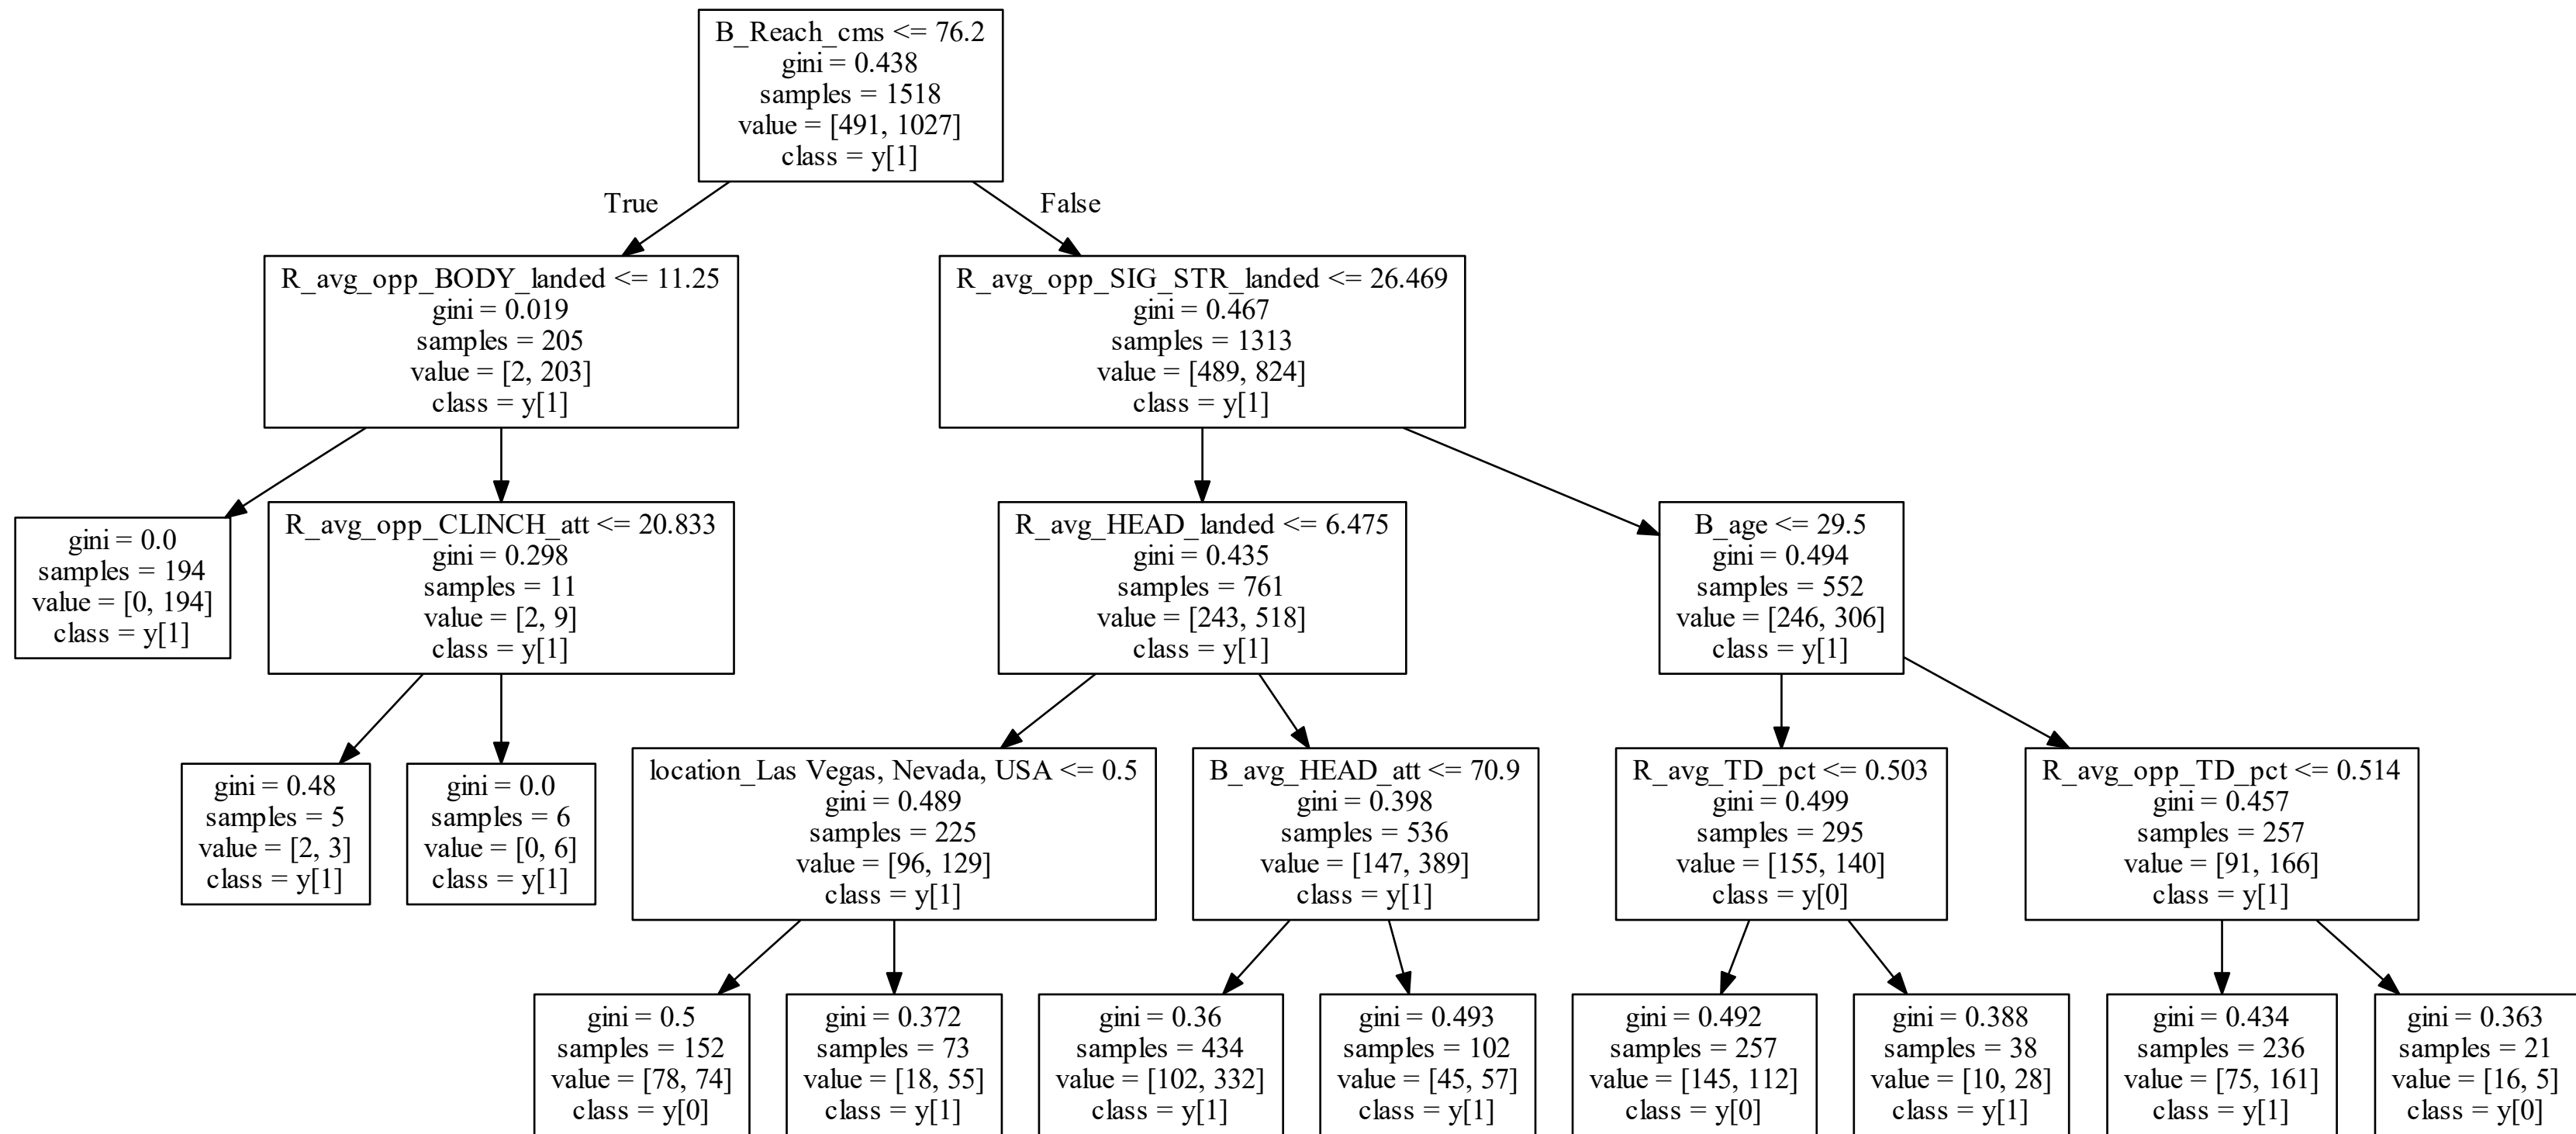 B_Reach_cms <= 76.2
gini = 0.438
samples = 1518
value = [491, 1027]
class = y[1]
True
False
R_avg_opp_BODY_landed <= 11.25
gini = 0.019
samples = 205
value = [2, 203]
class = y[1]
R_avg_opp_SIG_STR_landed <= 26.469
gini = 0.467
samples = 1313
value = [489, 824]
class = y[1]
gini = 0.0
samples = 194
value = [0, 194]
class = y[1]
R_avg_opp_CLINCH_att <= 20.833
gini = 0.298
samples = 11
value = [2, 9]
class = y[1]
R_avg_HEAD_landed <= 6.475
gini = 0.435
samples = 761
value = [243, 518]
class = y[1]
B_age <= 29.5
gini = 0.494
samples = 552
value = [246, 306]
class = y[1]
gini = 0.48
samples = 5
value = [2, 3]
class = y[1]
gini = 0.0
samples = 6
value = [0, 6]
class = y[1]
location_Las Vegas, Nevada, USA <= 0.5
gini = 0.489
samples = 225
value = [96, 129]
class = y[1]
B_avg_HEAD_att <= 70.9
gini = 0.398
samples = 536
value = [147, 389]
class = y[1]
R_avg_TD_pct <= 0.503
gini = 0.499
samples = 295
value = [155, 140]
class = y[0]
R_avg_opp_TD_pct <= 0.514
gini = 0.457
samples = 257
value = [91, 166]
class = y[1]
gini = 0.5
samples = 152
value = [78, 74]
class = y[0]
gini = 0.372
samples = 73
value = [18, 55]
class = y[1]
gini = 0.36
samples = 434
value = [102, 332]
class = y[1]
gini = 0.493
samples = 102
value = [45, 57]
class = y[1]
gini = 0.492
samples = 257
value = [145, 112]
class = y[0]
gini = 0.388
samples = 38
value = [10, 28]
class = y[1]
gini = 0.434
samples = 236
value = [75, 161]
class = y[1]
gini = 0.363
samples = 21
value = [16, 5]
class = y[0]